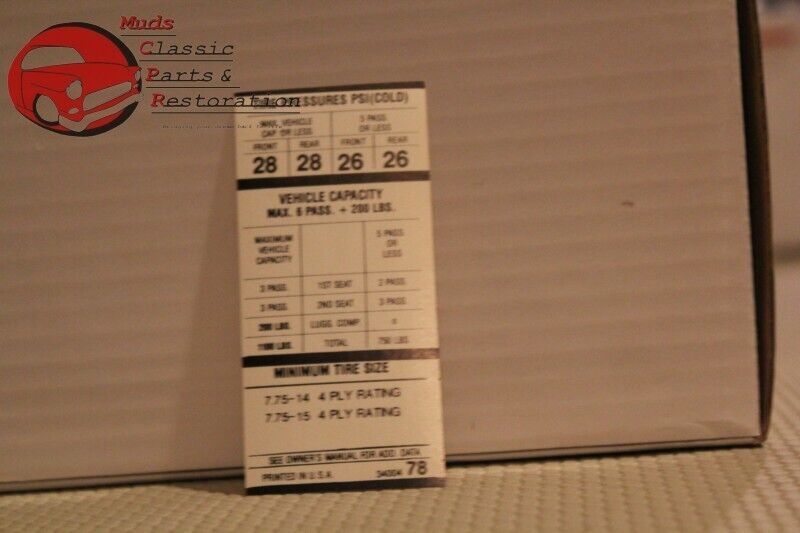 Muds
Classic
Parts &
Restoration
PRESSURES PSI (COLD)
MAX. VEHICLE CAP. OR LESS 5 PASS OR LESS
FRONT REAR FRONT REAR
28 28 26 26
VEHICLE CAPACITY
MAX. 6 PASS. + 200 LBS.
MAXIMUM VEHICLE CAPACITY 5 PASS OR LESS
3 PASS. 1ST SEAT 2 PASS
3 PASS. 2ND SEAT 3 PASS.
200 LBS. LUGG. COMP
1100 LBS. TOTAL 750 LBS
MINIMUM TIRE SIZE
7.75-14 4 PLY RATING
7.75-15 4 PLY RATING
SEE OWNER'S MANUAL FOR ADD. DATA
PRINTED IN U.S.A. 78